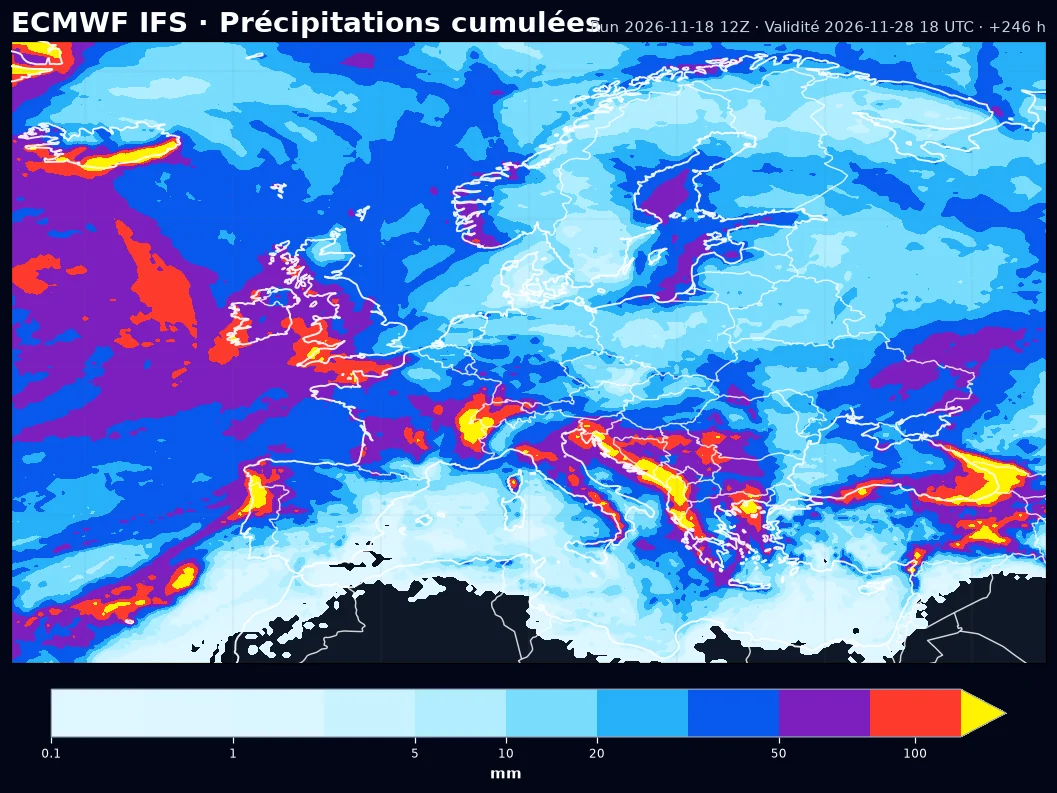 ECMWF IFS · Précipitations cumulées
Run 2026-11-18 12Z · Validité 2026-11-28 18 UTC · +246 h
0.1 1 5 10 20 50 100
mm